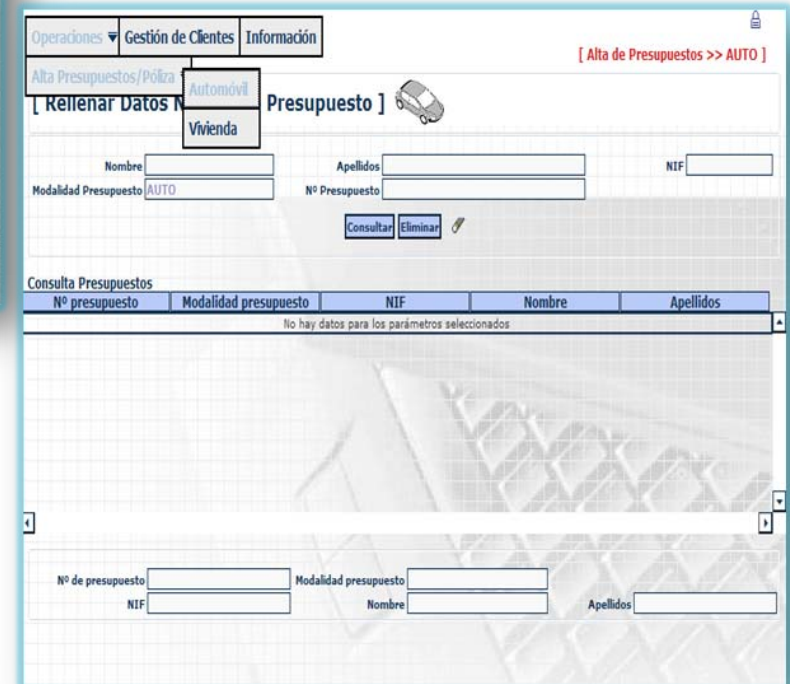 Operaciones Gestión de Clientes Información
[ Alta de Presupuestos >> AUTO ]
Alta Presupuestos/Póliza
Automóvil
[ Rellenar Datos Presupuesto ]
Vivienda
Nombre Apellidos NIF
Modalidad Presupuesto AUTO Nº Presupuesto
Consultar Eliminar
Consulta Presupuestos
Nº presupuesto Modalidad presupuesto NIF Nombre Apellidos
No hay datos para los parámetros seleccionados
Nº de presupuesto Modalidad presupuesto
NIF Nombre Apellidos